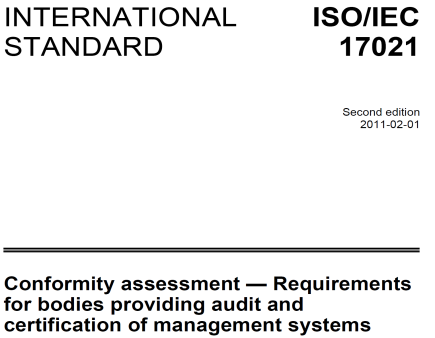 INTERNATIONAL STANDARD
ISO/IEC 17021
Second edition
2011-02-01
Conformity assessment — Requirements
for bodies providing audit and
certification of management systems